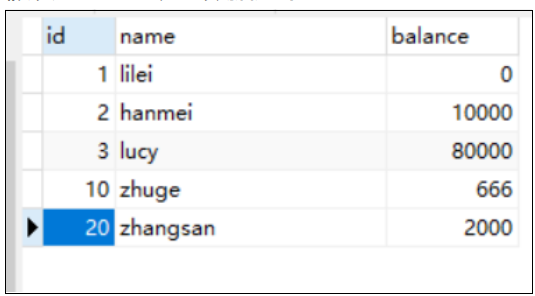 id name balance
1 lilei 0
2 hanmei 10000
3 lucy 80000
10 zhuge 666
20 zhangsan 2000